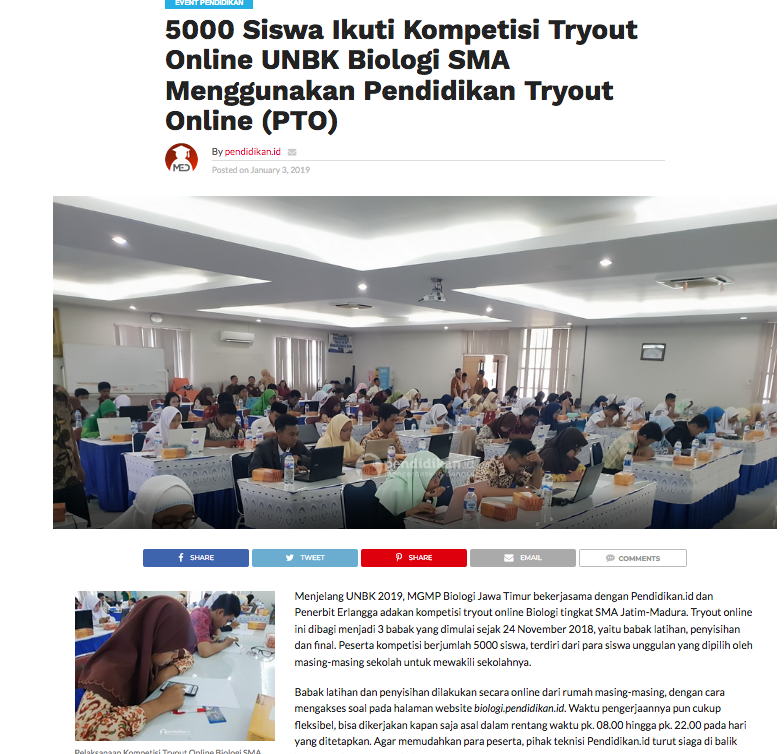 EVENT PENDIDIKAN
5000 Siswa Ikuti Kompetisi Tryout
Online UNBK Biologi SMA
Menggunakan Pendidikan Tryout
Online (PTO)
MED
By pendidikan.id
Posted on January 3, 2019
pendidikan.id
SHARE
TWEET
SHARE
EMAIL
COMMENTS
Menjelang UNBK 2019, MGMP Biologi Jawa Timur bekerjasama dengan Pendidikan.id dan
Penerbit Erlangga adakan kompetisi tryout online Biologi tingkat SMA Jatim-Madura. Tryout online
ini dibagi menjadi 3 babak yang dimulai sejak 24 November 2018, yaitu babak latihan, penyisihan
dan final. Peserta kompetisi berjumlah 5000 siswa, terdiri dari para siswa unggulan yang dipilih oleh
masing-masing sekolah untuk mewakili sekolahnya.
Babak latihan dan penyisihan dilakukan secara online dari rumah masing-masing, dengan cara
mengakses soal pada halaman website biologi.pendidikan.id. Waktu pengerjaannya pun cukup
fleksibel, bisa dikerjakan kapan saja asal dalam rentang waktu pk. 08.00 hingga pk. 22.00 pada hari
yang ditetapkan. Agar memudahkan para peserta, pihak teknisi Pendidikan.id turut siaga di balik
Pelaksanaan Kompetisi Tryout Online Biologi SMA